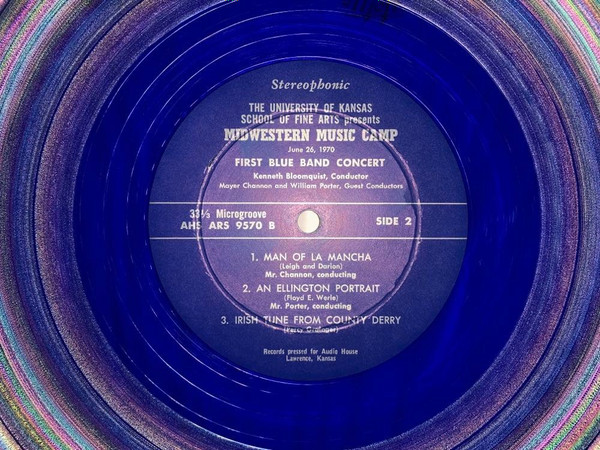 Stereophonic
THE UNIVERSITY OF KANSAS
SCHOOL OF FINE ARTS presents
MIDWESTERN MUSIC CAMP
June 26, 1970
FIRST BLUE BAND CONCERT
Kenneth Bloomquist, Conductor
Mayer Channon and William Porter, Guest Conductors
33⅓ Microgroove
AHS ARS 9570 B
SIDE 2
1. MAN OF LA MANCHA
(Leigh and Darion)
Mr. Channon, conducting
2. AN ELLINGTON PORTRAIT
(Floyd E. Werle)
Mr. Porter, conducting
3. IRISH TUNE FROM COUNTY DERRY
(Percy Grainger)
Records pressed for Audio House
Lawrence, Kansas